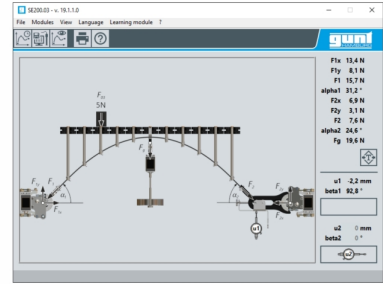 SE200.03 - v. 19.1.1.0
File Modules View Language Learning module ?
gunt
F1x 13,4 N
F1y 8,1 N
F1 15,7 N
alpha1 31,2 °
F2x 6,9 N
F2y 3,1 N
F2 7,6 N
alpha2 24,6 °
Fg 19,6 N
u1 -2,2 mm
beta1 92,8 °
u2 0 mm
beta2 0 °
u2
5N
u1